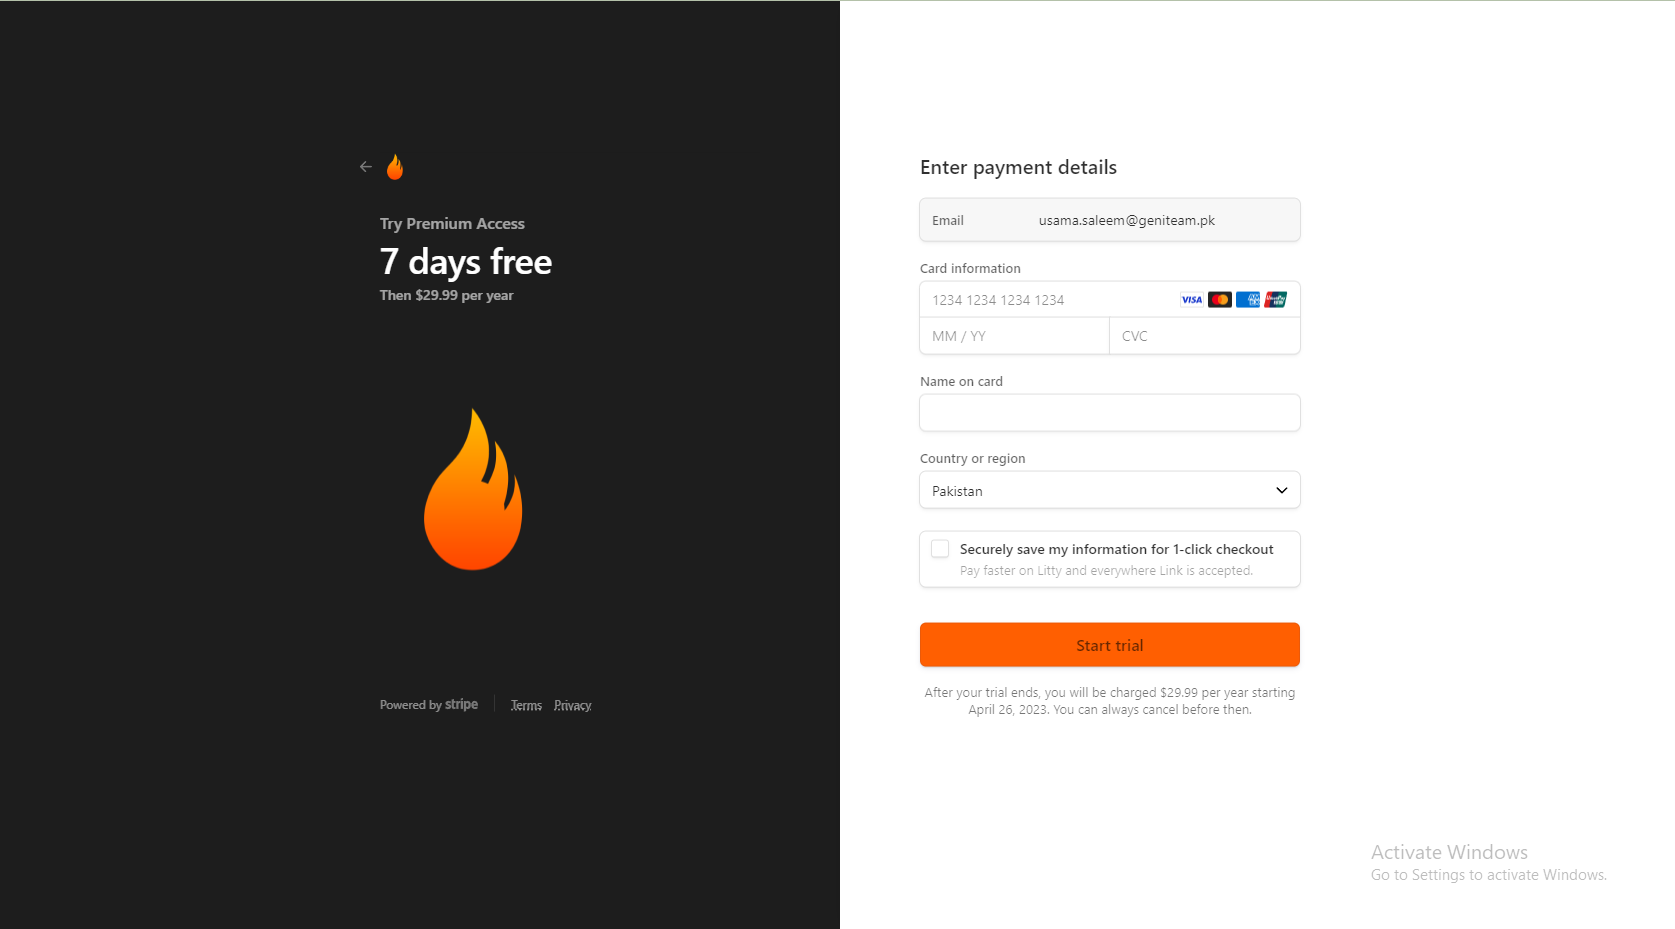 Try Premium Access
7 days free
Then $29.99 per year
Powered by stripe
Terms Privacy
Enter payment details
Email usama.saleem@geniteam.pk
Card information
1234 1234 1234 1234 VISA
MM / YY CVC
Name on card
Country or region
Pakistan
Securely save my information for 1-click checkout
Pay faster on Litty and everywhere Link is accepted.
Start trial
After your trial ends, you will be charged $29.99 per year starting
April 26, 2023. You can always cancel before then.
Activate Windows
Go to Settings to activate Windows.